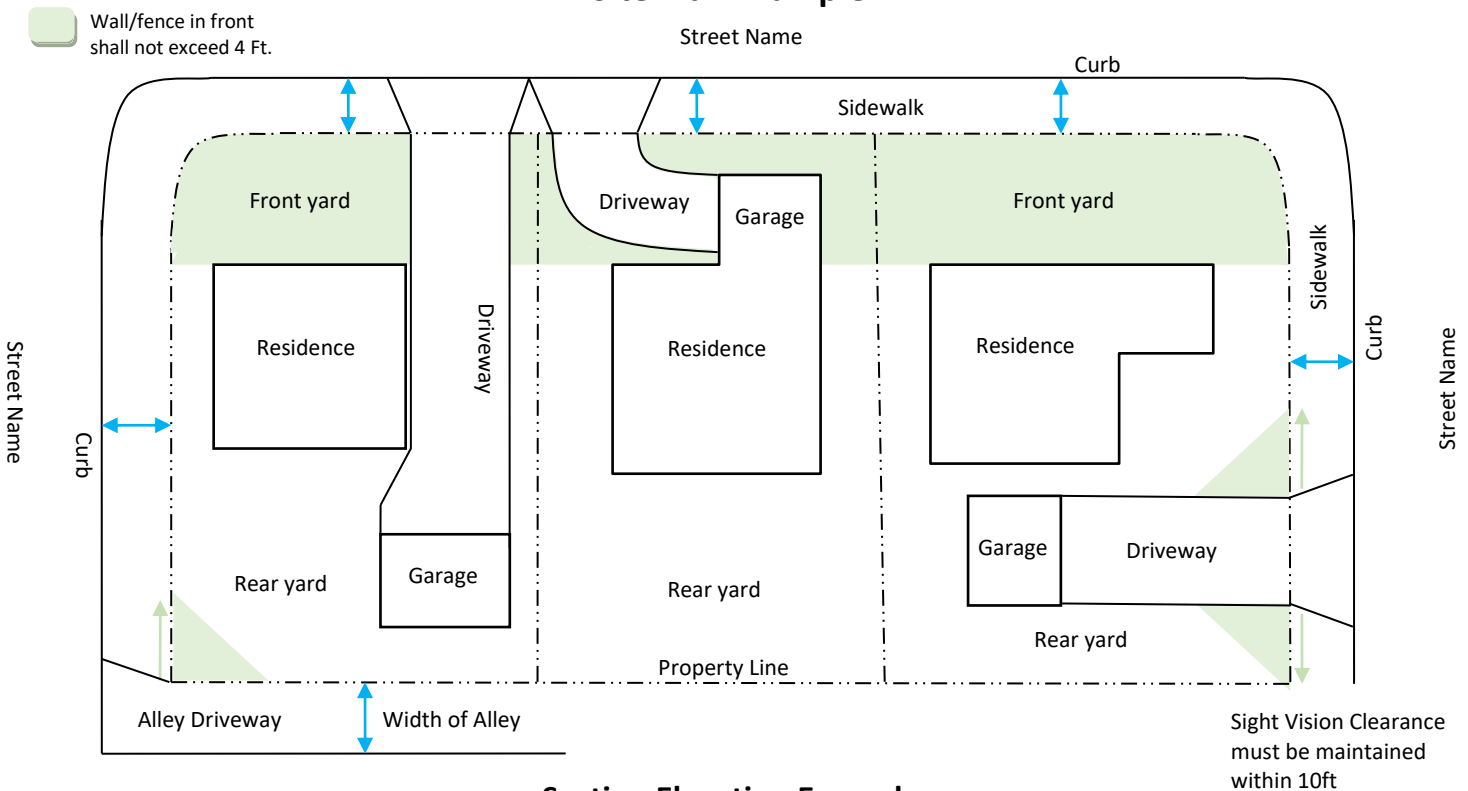 Wall/fence in front
shall not exceed 4 Ft.
Street Name
Curb
Sidewalk
Front yard
Driveway
Garage
Front yard
Sidewalk
Residence
Driveway
Residence
Residence
Curb
Street Name
Street Name
Curb
Rear yard
Garage
Rear yard
Garage
Driveway
Rear yard
Property Line
Alley Driveway
Width of Alley
Sight Vision Clearance
must be maintained
within 10ft